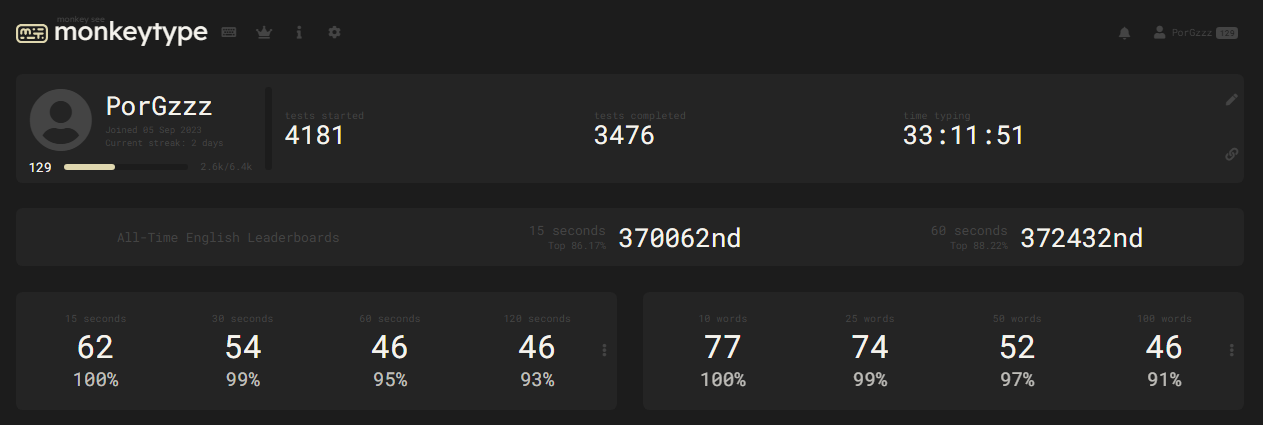 monkey see
monkeytype
PorGzzz 129
PorGzzz
Joined 05 Sep 2023
Current streak: 2 days
129 2.6k/6.4k
tests started
4181
tests completed
3476
time typing
33:11:51
All-Time English Leaderboards
15 seconds
Top 86.17%
370062nd
60 seconds
Top 88.22%
372432nd
15 seconds
62
100%
30 seconds
54
99%
60 seconds
46
95%
120 seconds
46
93%
10 words
77
100%
25 words
74
99%
50 words
52
97%
100 words
46
91%